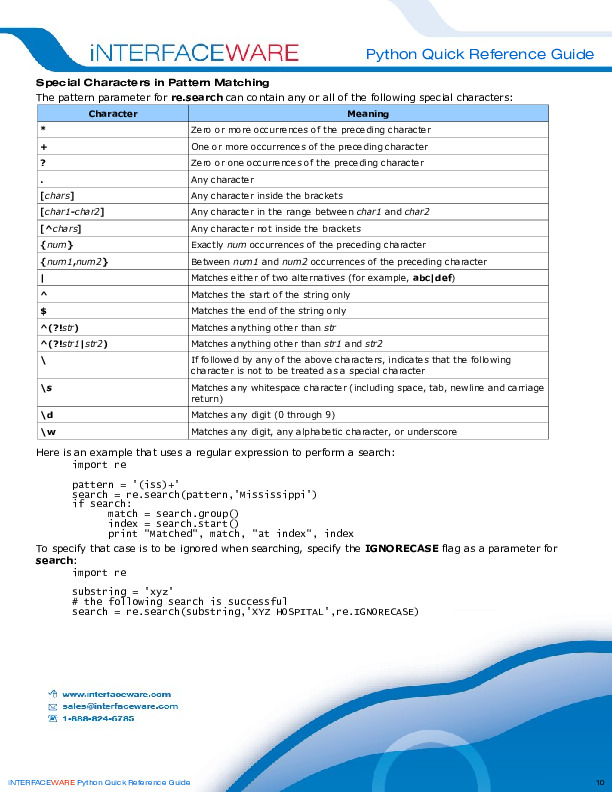 iNTERFACEWARE
Python Quick Reference Guide
Special Characters in Pattern Matching
The pattern parameter for re.search can contain any or all of the following special characters:
Character Meaning
* Zero or more occurrences of the preceding character
+ One or more occurrences of the preceding character
? Zero or one occurrences of the preceding character
. Any character
[chars] Any character inside the brackets
[char1-char2] Any character in the range between char1 and char2
[^chars] Any character not inside the brackets
{num} Exactly num occurrences of the preceding character
{num1,num2} Between num1 and num2 occurrences of the preceding character
| Matches either of two alternatives (for example, abc|def)
^ Matches the start of the string only
$ Matches the end of the string only
^(?!str) Matches anything other than str
^(?!str1|str2) Matches anything other than str1 and str2
\ If followed by any of the above characters, indicates that the following
character is not to be treated as a special character
\s Matches any whitespace character (including space, tab, newline and carriage
return)
\d Matches any digit (0 through 9)
\w Matches any digit, any alphabetic character, or underscore
Here is an example that uses a regular expression to perform a search:
import re
pattern = '(iss)+'
search = re.search(pattern,'Mississippi')
if search:
match = search.group()
index = search.start()
print "Matched", match, "at index", index
To specify that case is to be ignored when searching, specify the IGNORECASE flag as a parameter for
search:
import re
substring = 'xyz'
# the following search is successful
search = re.search(substring,'XYZ HOSPITAL',re.IGNORECASE)
www.interfaceware.com
sales@interfaceware.com
1-888-824-6785
iNTERFACEWARE Python Quick Reference Guide
10